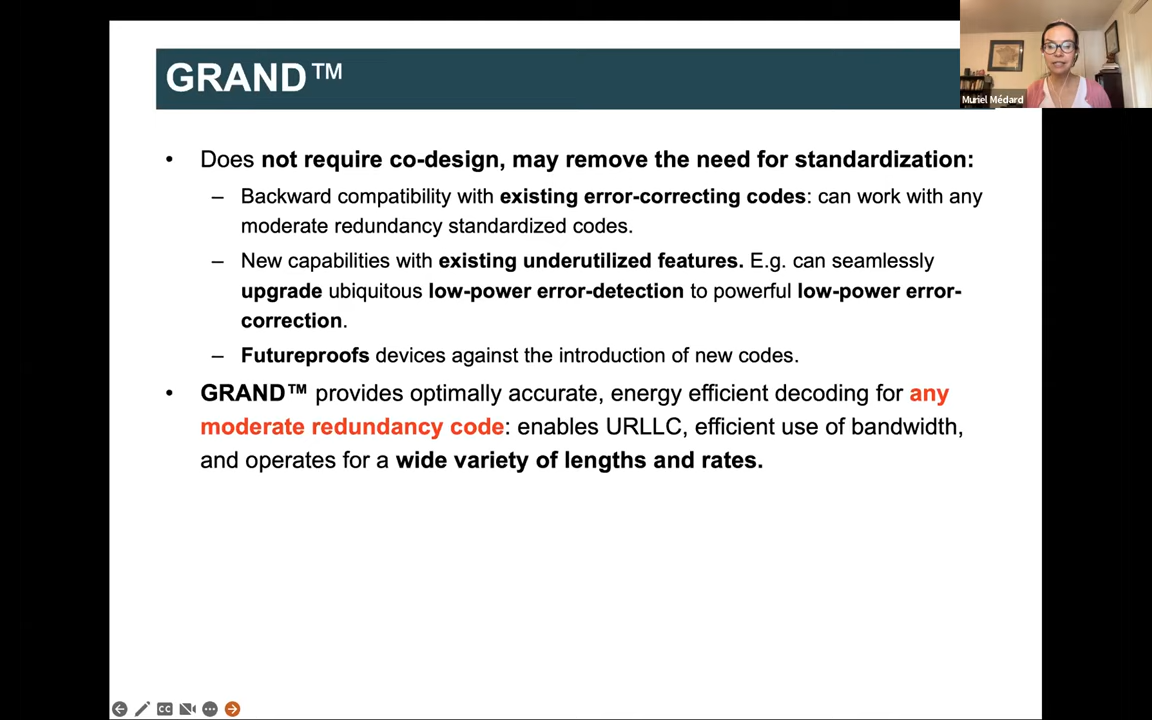 GRAND™
Muriel Médard
• Does not require co-design, may remove the need for standardization:
– Backward compatibility with existing error-correcting codes: can work with any
moderate redundancy standardized codes.
– New capabilities with existing underutilized features. E.g. can seamlessly
upgrade ubiquitous low-power error-detection to powerful low-power error-
correction.
– Futureproofs devices against the introduction of new codes.
• GRAND™ provides optimally accurate, energy efficient decoding for any
moderate redundancy code: enables URLLC, efficient use of bandwidth,
and operates for a wide variety of lengths and rates.
CC